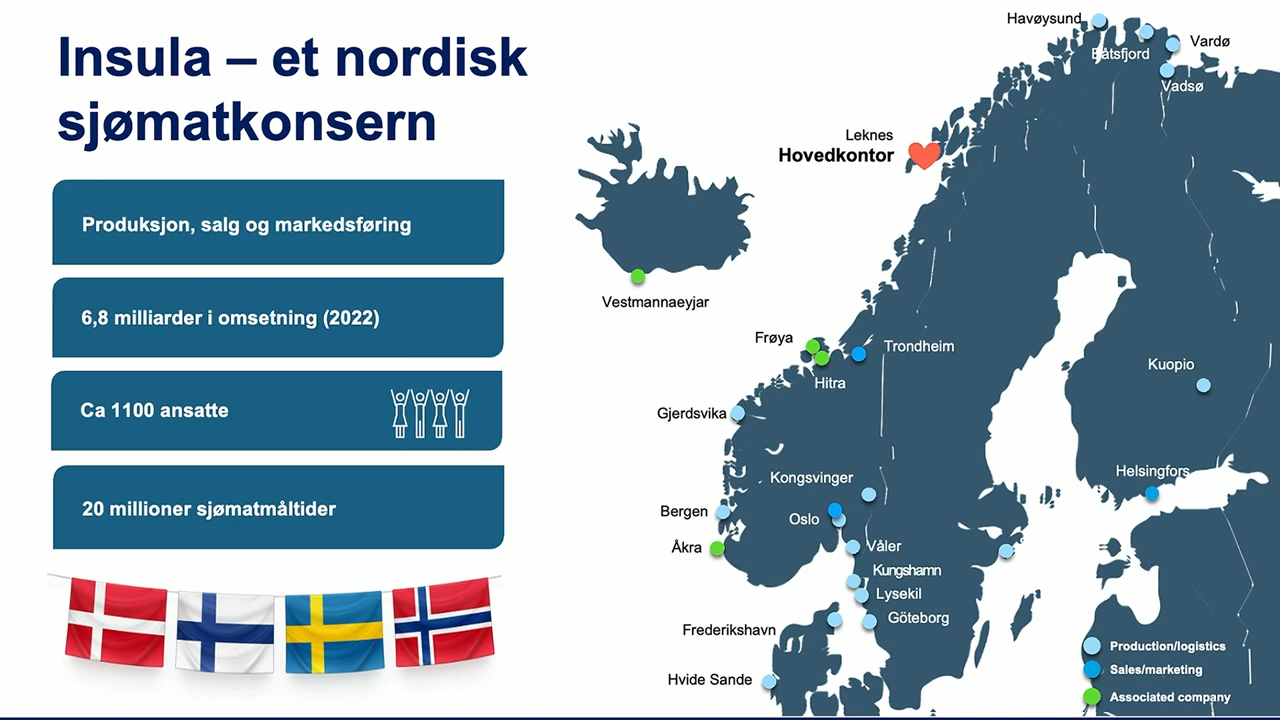 Insula – et nordisk
sjømatkonsern
Produksjon, salg og markedsføring
6,8 milliarder i omsetning (2022)
Ca 1100 ansatte
20 millioner sjømatmåltider
Havøysund
Båtsfjord
Vardø
Vadsø
Leknes
Hovedkontor
Vestmannaeyjar
Frøya
Trondheim
Hitra
Kuopio
Gjerdsvika
Helsingfors
Kongsvinger
Bergen
Oslo
Åkra
Våler
Kungshamn
Lysekil
Göteborg
Frederikshavn
Hvide Sande
Production/logistics
Sales/marketing
Associated company